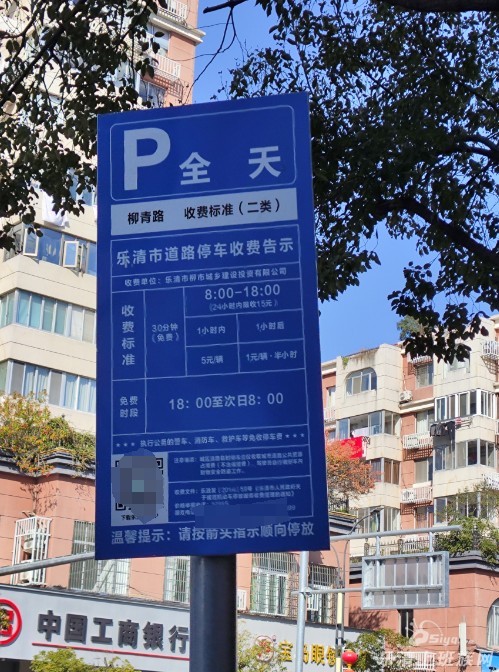 P 全天
柳青路 收费标准（二类）
乐清市道路停车收费告示
收费单位：乐清市柳市城乡建设投资有限公司
收费标准
30分钟
（免费）
8:00-18:00
（24小时内限收15元）
1小时内 1小时后
5元/辆 1元/辆·半小时
免费时段
18：00至次日8：00
执行公务的警车、消防车、救护车等免收停车费
温馨提示：请按箭头指示顺向停放
中国工商银行